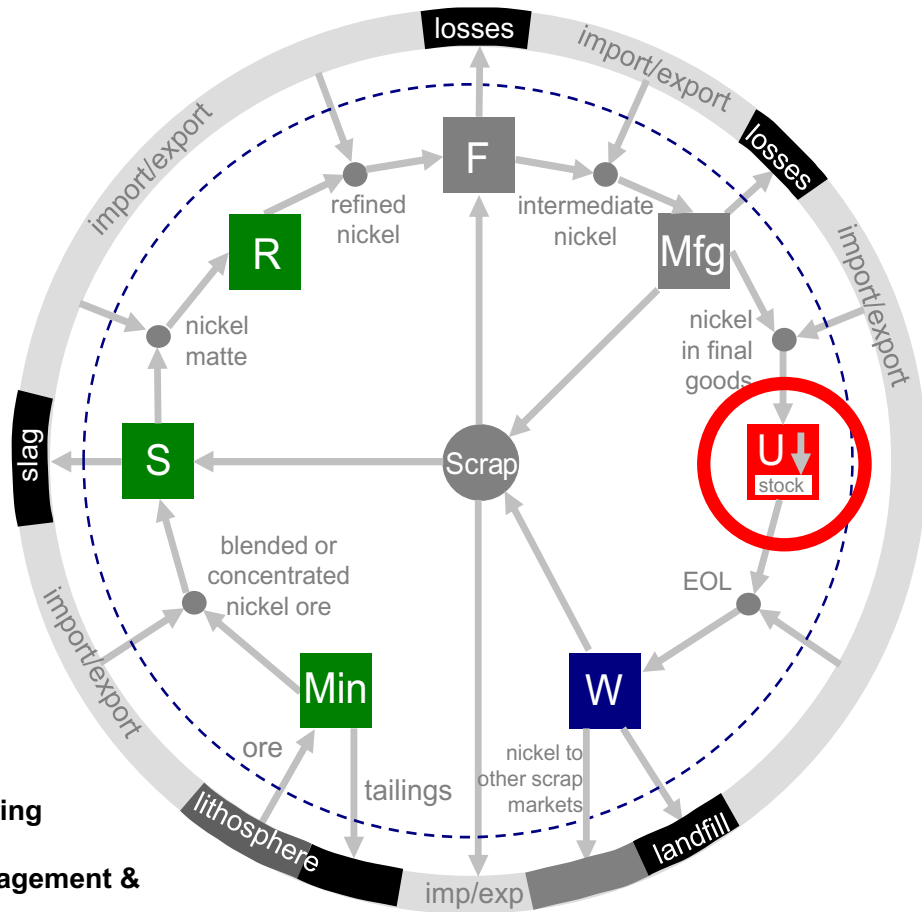 losses
import/export
losses
import/export
F
import/export
refined
nickel
intermediate
nickel
R
Mfg
nickel
matte
nickel
in final
goods
slag
S
Scrap
U
stock
blended or
concentrated
nickel ore
EOL
import/export
Min
W
ore
tailings
nickel to
other scrap
markets
lithosphere
landfill
imp/exp
ing
agement &